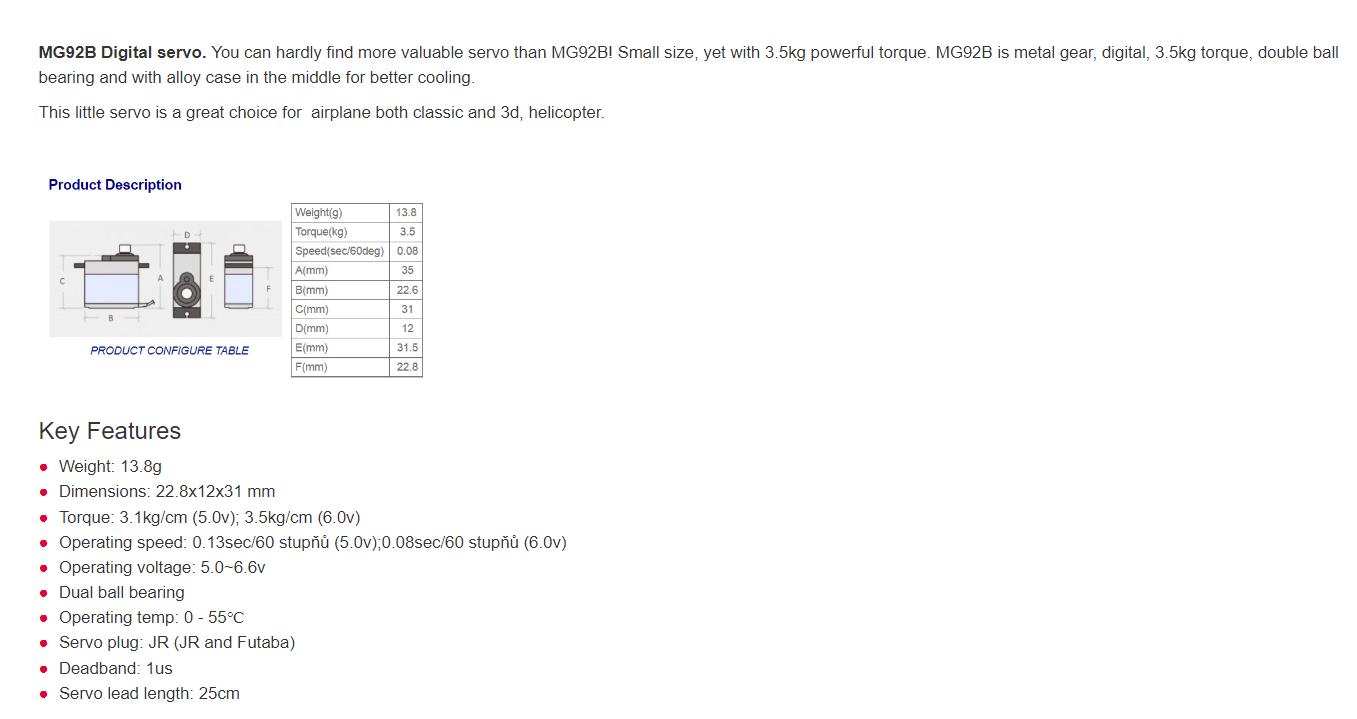 MG92B Digital servo. You can hardly find more valuable servo than MG92B! Small size, yet with 3.5kg powerful torque. MG92B is metal gear, digital, 3.5kg torque, double ball
bearing and with alloy case in the middle for better cooling.
This little servo is a great choice for  airplane both classic and 3d, helicopter.
Product Description
D
A
C
E
F
B
PRODUCT CONFIGURE TABLE
Weight(g) 13.8
Torque(kg) 3.5
Speed(sec/60deg) 0.08
A(mm) 35
B(mm) 22.6
C(mm) 31
D(mm) 12
E(mm) 31.5
F(mm) 22.8
Key Features
Weight: 13.8g
Dimensions: 22.8x12x31 mm
Torque: 3.1kg/cm (5.0v); 3.5kg/cm (6.0v)
Operating speed: 0.13sec/60 stupňů (5.0v);0.08sec/60 stupňů (6.0v)
Operating voltage: 5.0~6.6v
Dual ball bearing
Operating temp: 0 - 55℃
Servo plug: JR (JR and Futaba)
Deadband: 1us
Servo lead length: 25cm